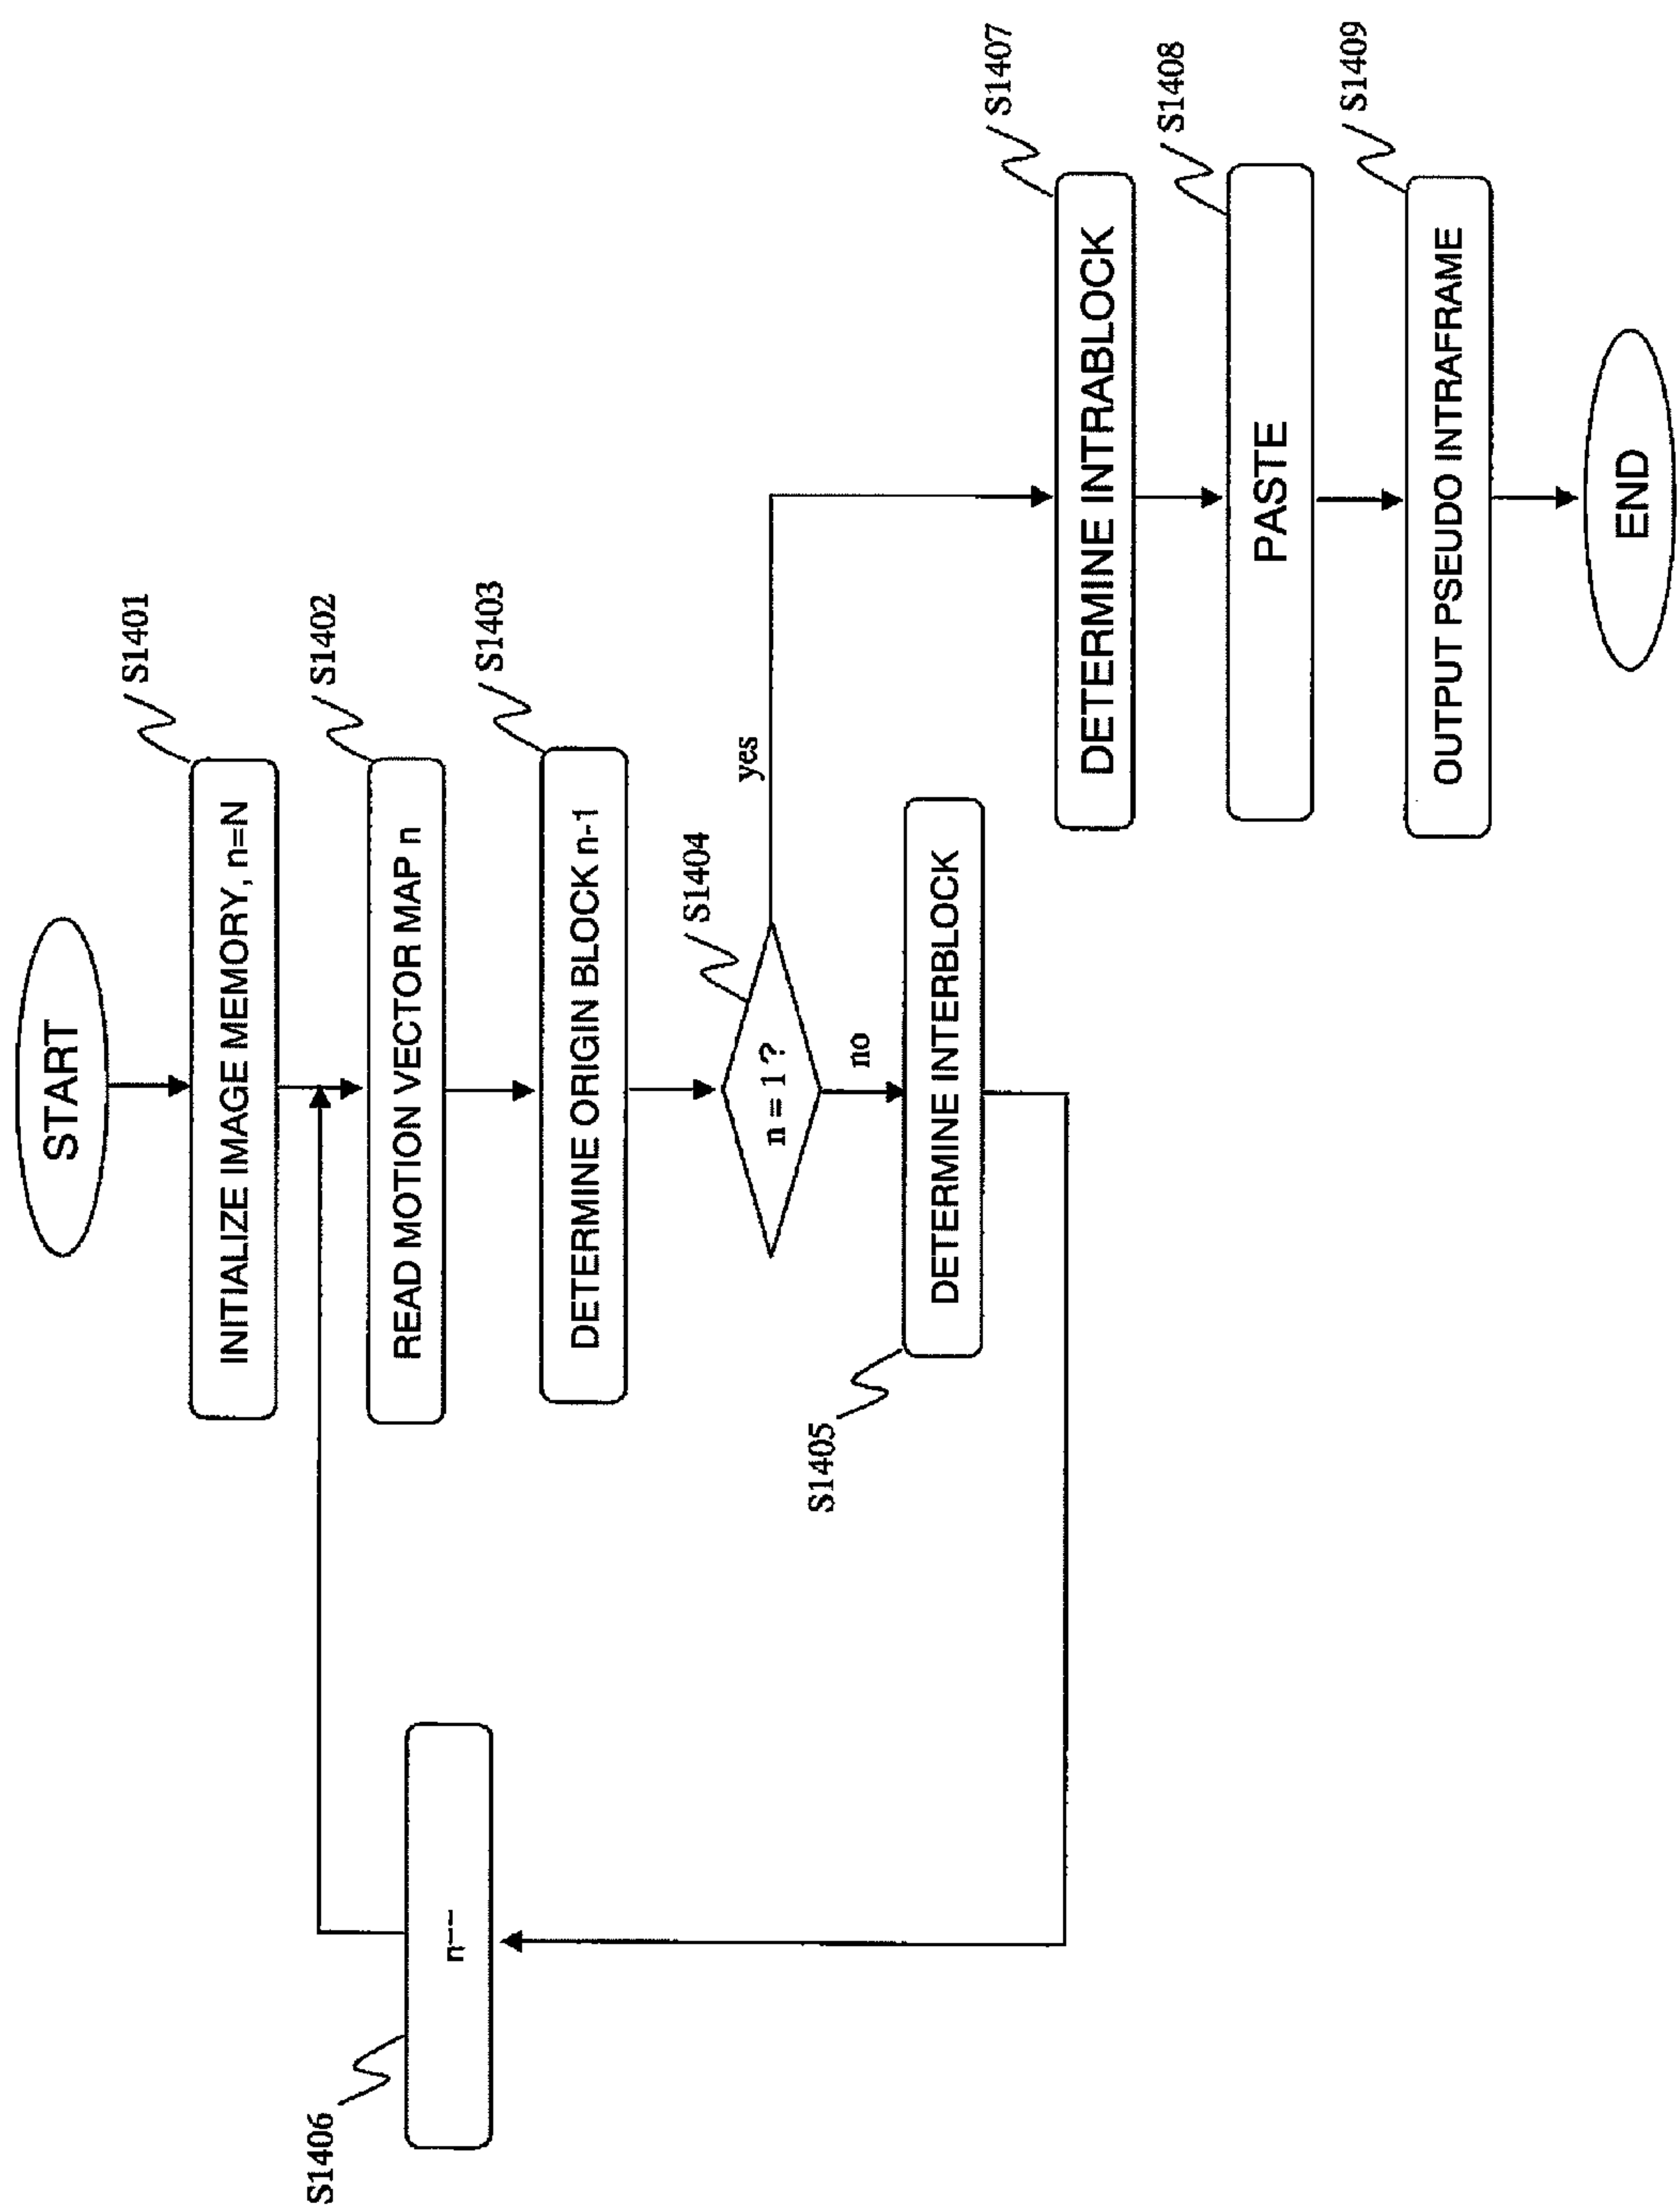 START
S1401
INITIALIZE IMAGE MEMORY, n=N
S1402
READ MOTION VECTOR MAP n
S1403
DETERMINE ORIGIN BLOCK n-1
S1404
n = 1 ?
yes
no
S1405
DETERMINE INTERBLOCK
S1406
n--
S1407
DETERMINE INTRABLOCK
S1408
PASTE
S1409
OUTPUT PSEUDO INTRAFRAME
END